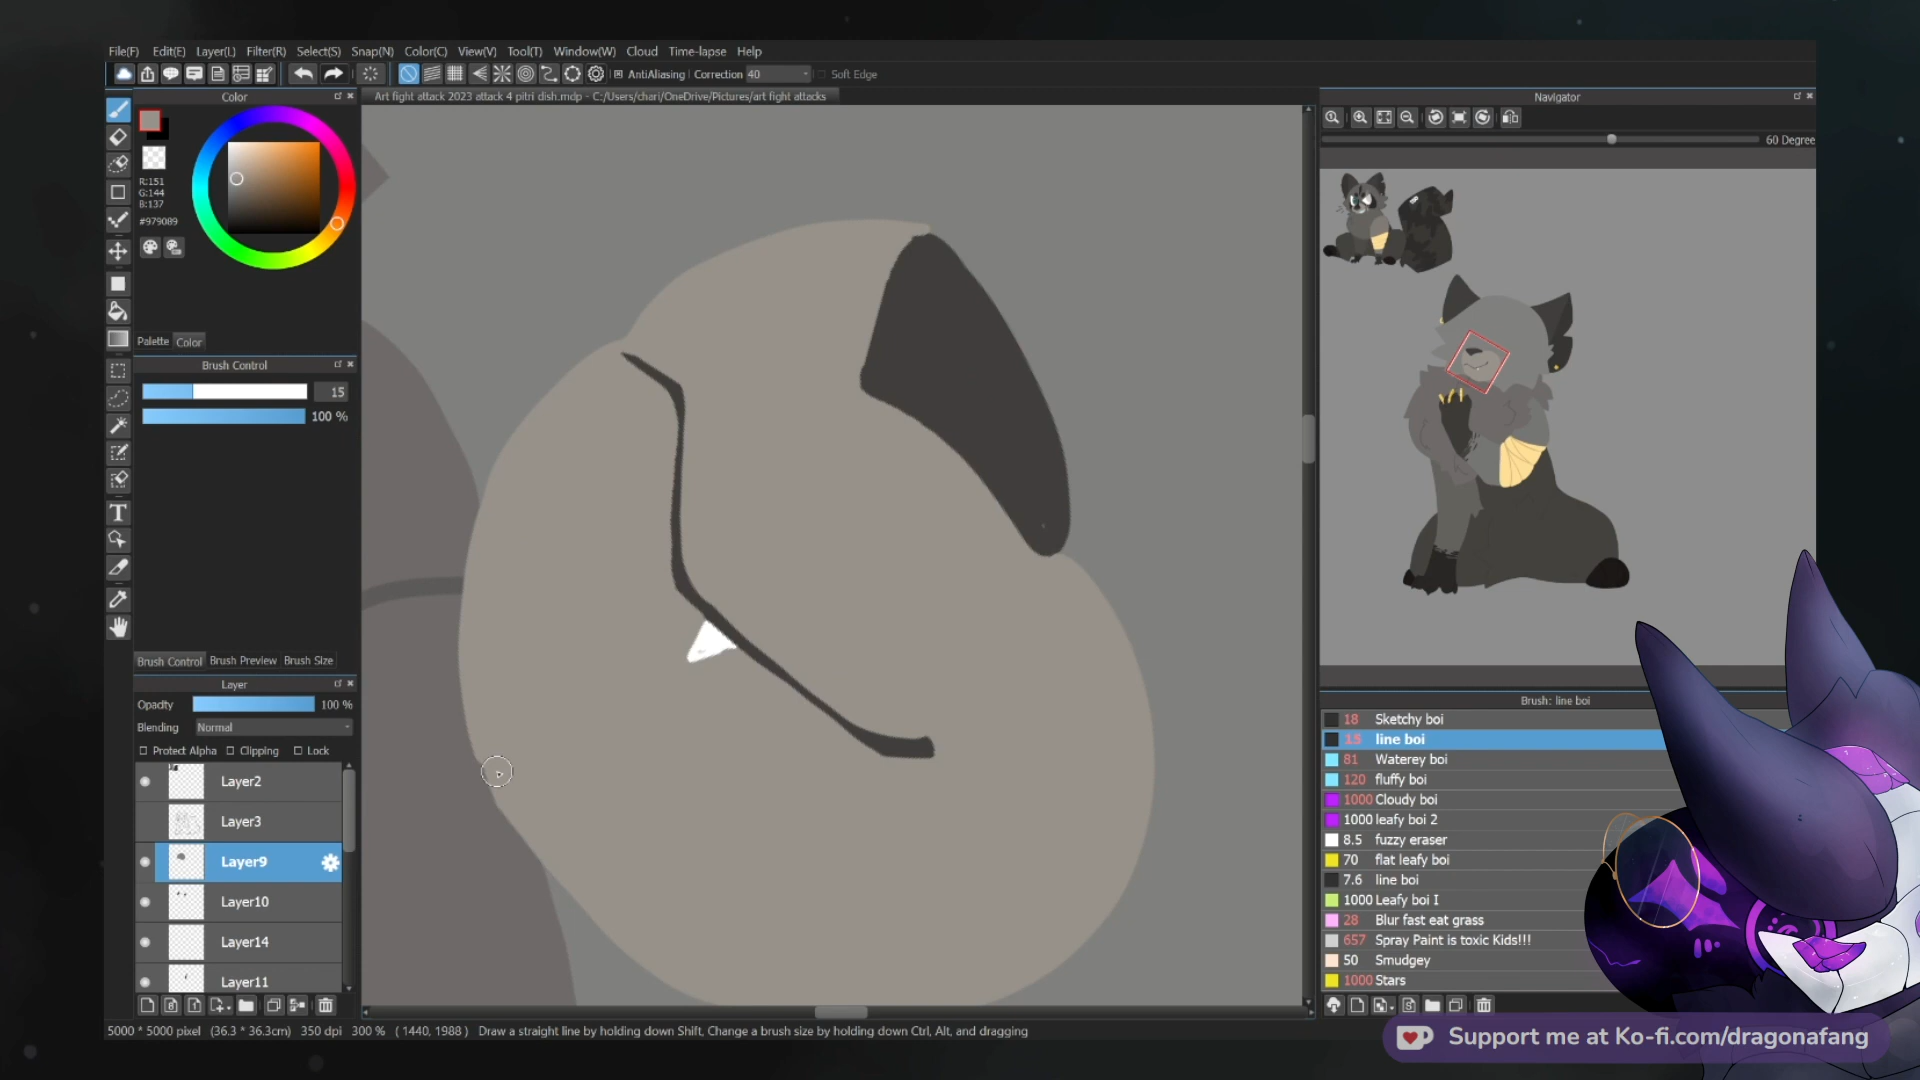 File(F) Edit(E) Layer(L) Filter(R) Select(S) Snap(N) Color(C) View(V) Tool(T) Window(W) Cloud Time-lapse Help
AntiAliasing Correction 40 Soft Edge
Color
Art fight attack 2023 attack 4 pitri dish.mdp - C:/Users/chari/OneDrive/Pictures/art fight attacks
Navigator
60 Degree
R:151
G:144
B:137
#979089
Palette Color
Brush Control
15
100 %
Brush Control Brush Preview Brush Size
Layer
Opacity 100 %
Blending Normal
Protect Alpha Clipping Lock
Layer2
Layer3
Layer9
Layer10
Layer14
Layer11
Brush: line boi
18 Sketchy boi
15 line boi
81 Waterey boi
120 fluffy boi
1000 Cloudy boi
1000 leafy boi 2
8.5 fuzzy eraser
70 flat leafy boi
7.6 line boi
1000 Leafy boi I
28 Blur fast eat grass
657 Spray Paint is toxic Kids!!!
50 Smudgey
1000 Stars
5000 * 5000 pixel (36.3 * 36.3cm) 350 dpi 300 % ( 1440, 1988 ) Draw a straight line by holding down Shift, Change a brush size by holding down Ctrl, Alt, and dragging
Support me at Ko-fi.com/dragonafang